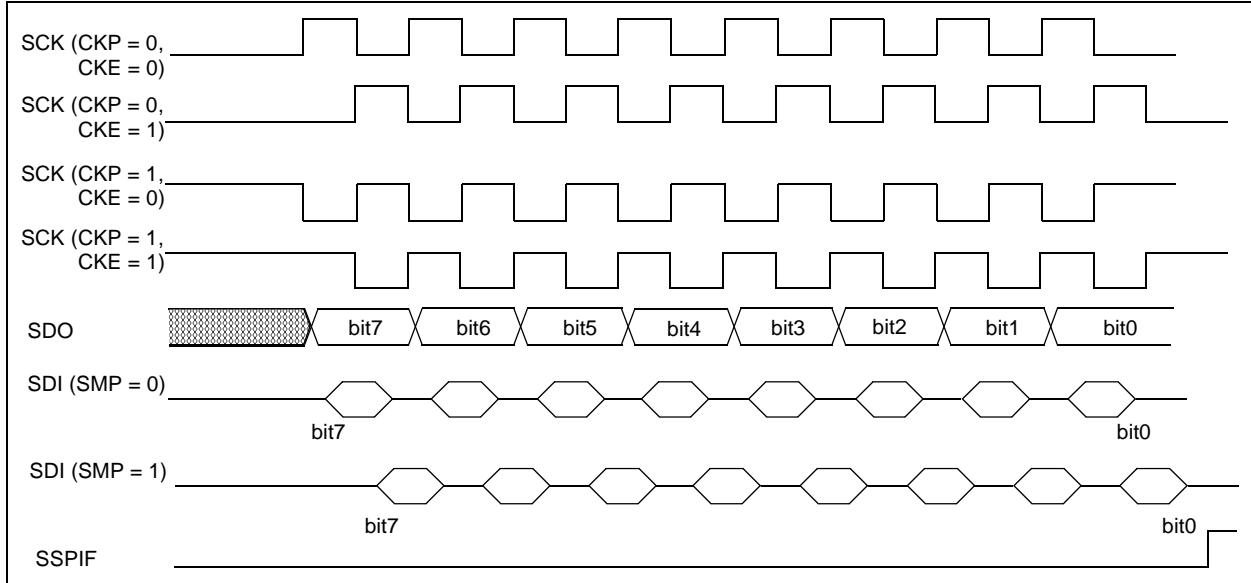 SCK (CKP = 0,
CKE = 0)
SCK (CKP = 0,
CKE = 1)
SCK (CKP = 1,
CKE = 0)
SCK (CKP = 1,
CKE = 1)
SDO bit7 bit6 bit5 bit4 bit3 bit2 bit1 bit0
SDI (SMP = 0)
bit7 bit0
SDI (SMP = 1)
bit7 bit0
SSPIF